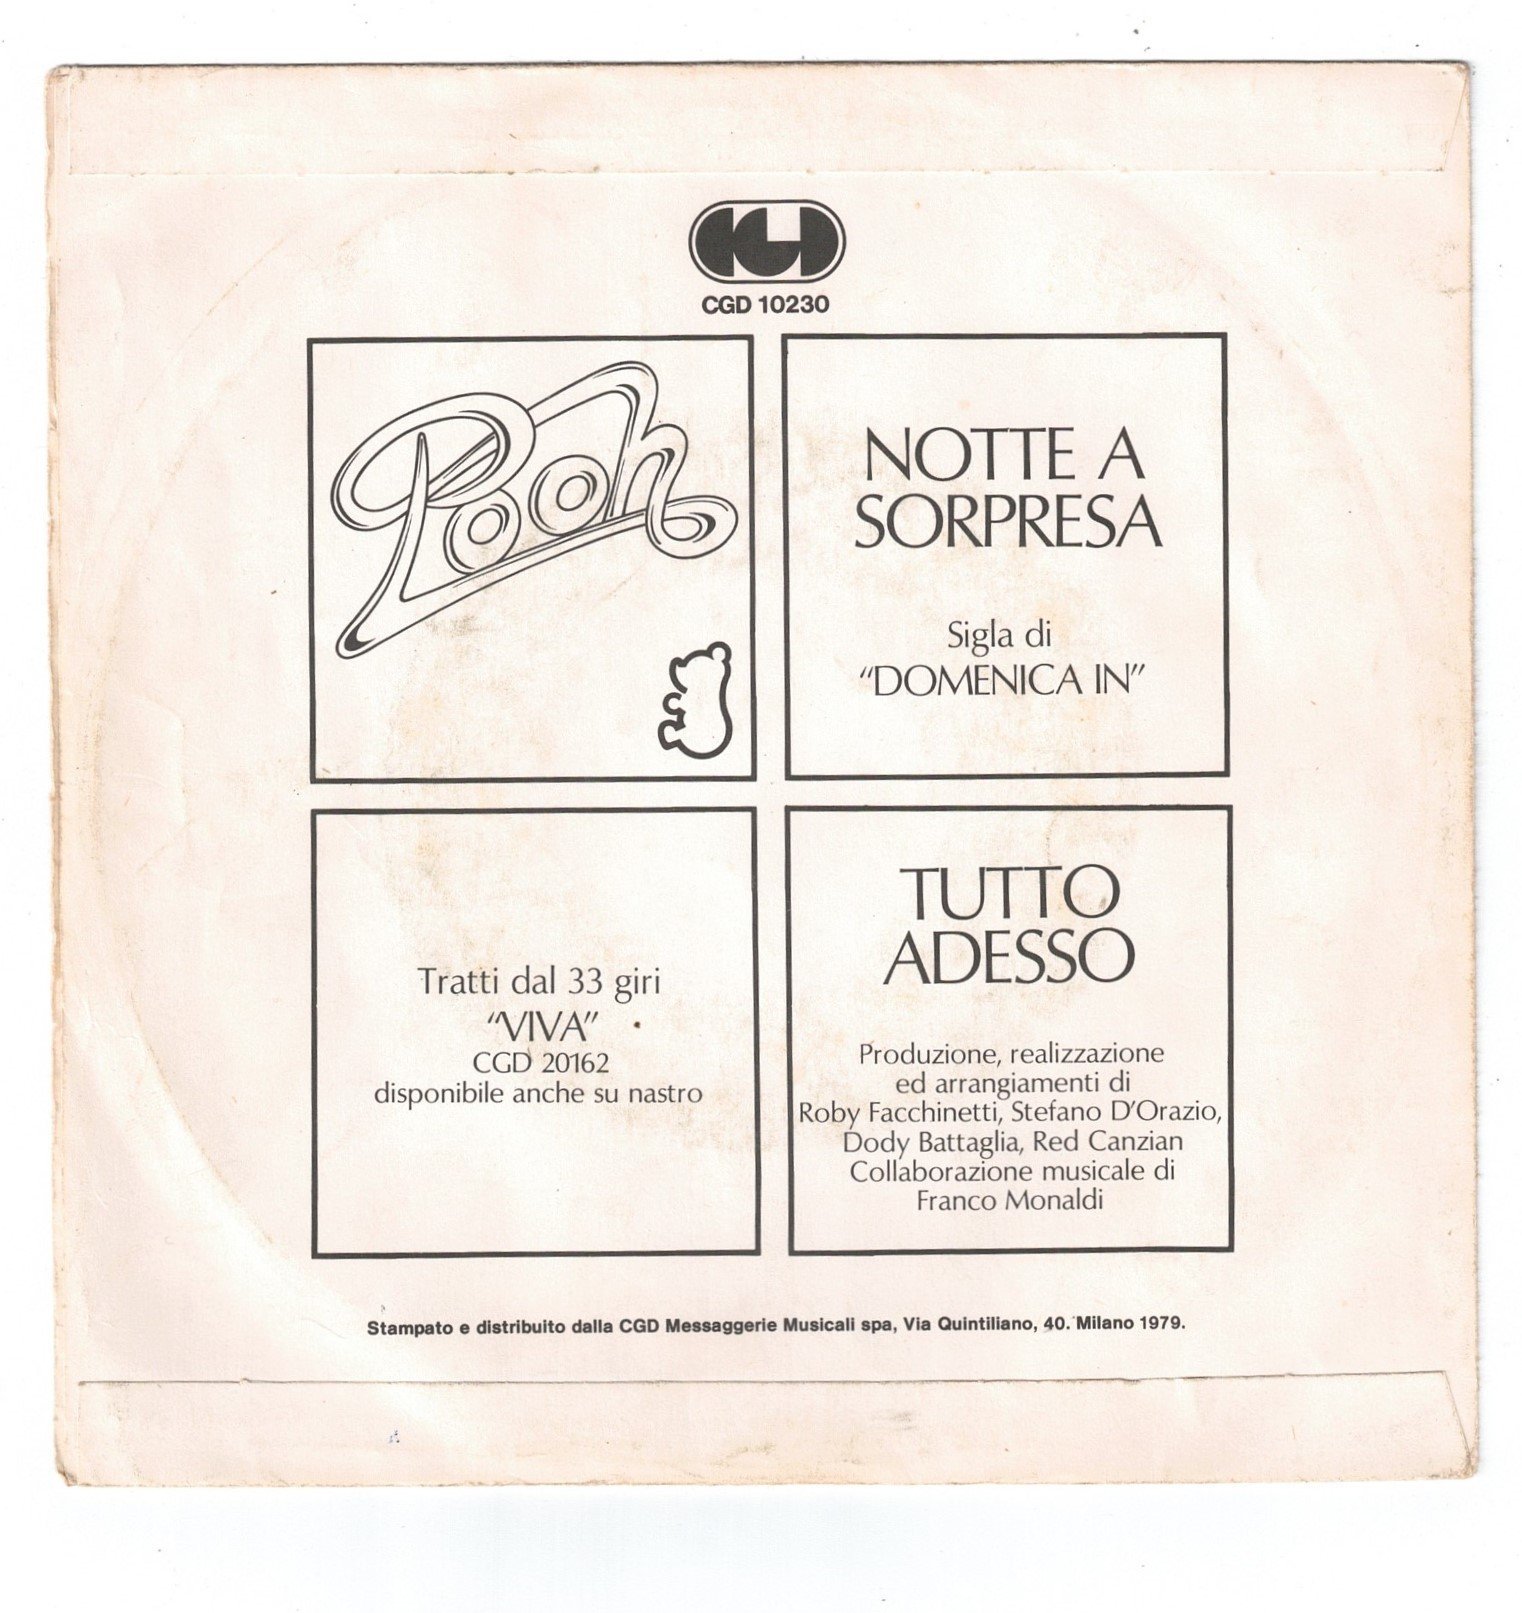 CGD
CGD 10230
Pooh
NOTTE A
SORPRESA
Sigla di
“DOMENICA IN”
Tratti dal 33 giri
“VIVA”
CGD 20162
disponibile anche su nastro
TUTTO
ADESSO
Produzione, realizzazione
ed arrangiamenti di
Roby Facchinetti, Stefano D'Orazio,
Dody Battaglia, Red Canzian
Collaborazione musicale di
Franco Monaldi
Stampato e distribuito dalla CGD Messaggerie Musicali spa, Via Quintiliano, 40. Milano 1979.